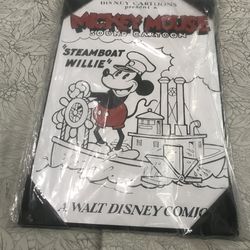 DISNEY CARTOONS
present a
MICKEY MOUSE
SOUND CARTOON
"STEAMBOAT
WILLIE"
A WALT DISNEY COMIC